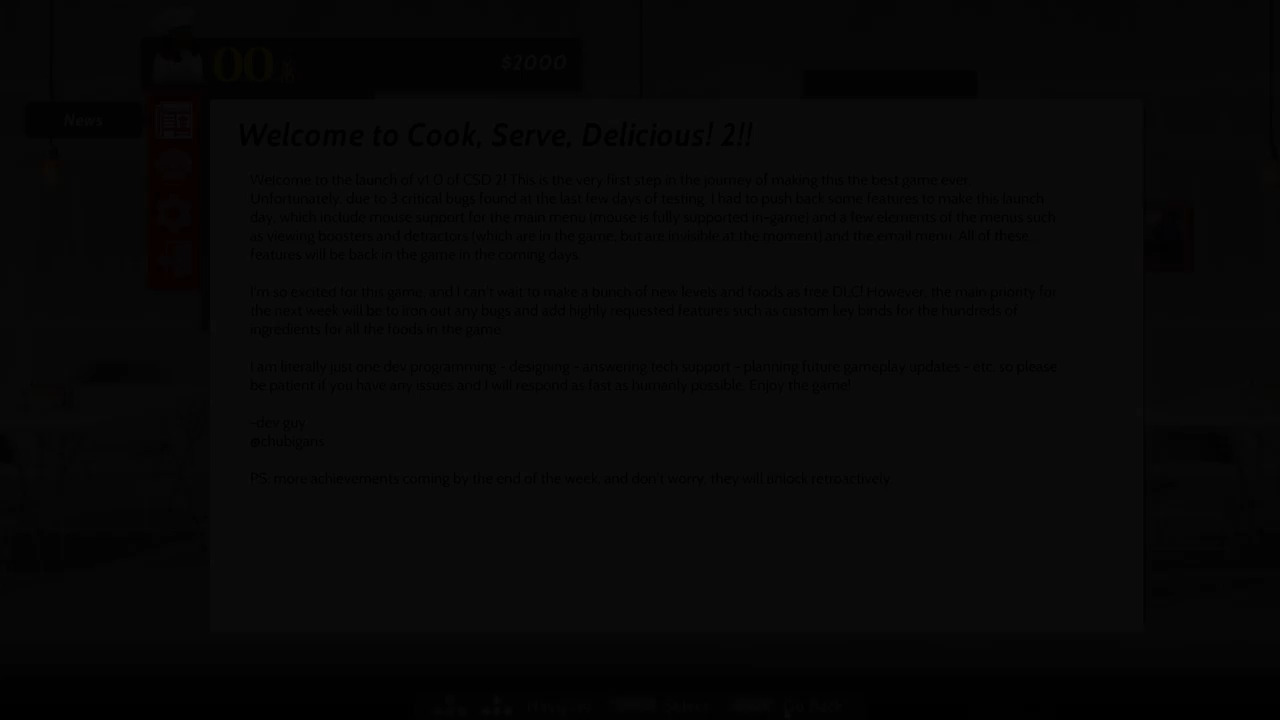 00
$2000
News
Welcome to Cook, Serve, Delicious! 2!!
Welcome to the launch of v1.0 of CSD 2! This is the very first step in the journey of making this the best game ever.
Unfortunately, due to 3 critical bugs found at the last few days of testing, I had to push back some features to make this launch
day, which include mouse support for the main menu (mouse is fully supported in-game) and a few elements of the menus such
as viewing boosters and detractors (which are in the game, but are invisible at the moment) and the email menu. All of these
features will be back in the game in the coming days.
I'm so excited for this game, and I can't wait to make a bunch of new levels and foods as free DLC! However, the main priority for
the next week will be to iron out any bugs and add highly requested features such as custom key binds for the hundreds of
ingredients for all the foods in the game.
I am literally just one dev programming - designing - answering tech support - planning future gameplay updates - etc. so please
be patient if you have any issues and I will respond as fast as humanly possible. Enjoy the game!
-dev guy
@chubigans
PS: more achievements coming by the end of the week, and don't worry, they will unlock retroactively.
Go Back